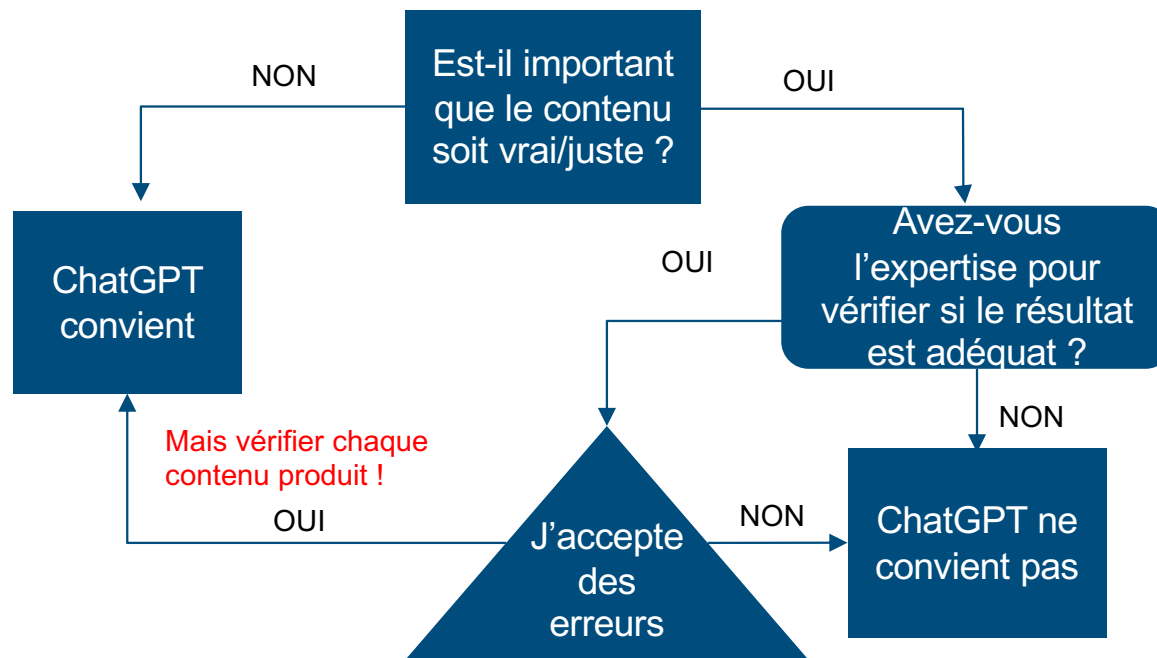 Est-il important
que le contenu
soit vrai/juste ?
NON
OUI
ChatGPT
convient
Avez-vous
l’expertise pour
vérifier si le résultat
est adéquat ?
OUI
NON
Mais vérifier chaque
contenu produit !
OUI
J’accepte
des
erreurs
NON
ChatGPT ne
convient pas